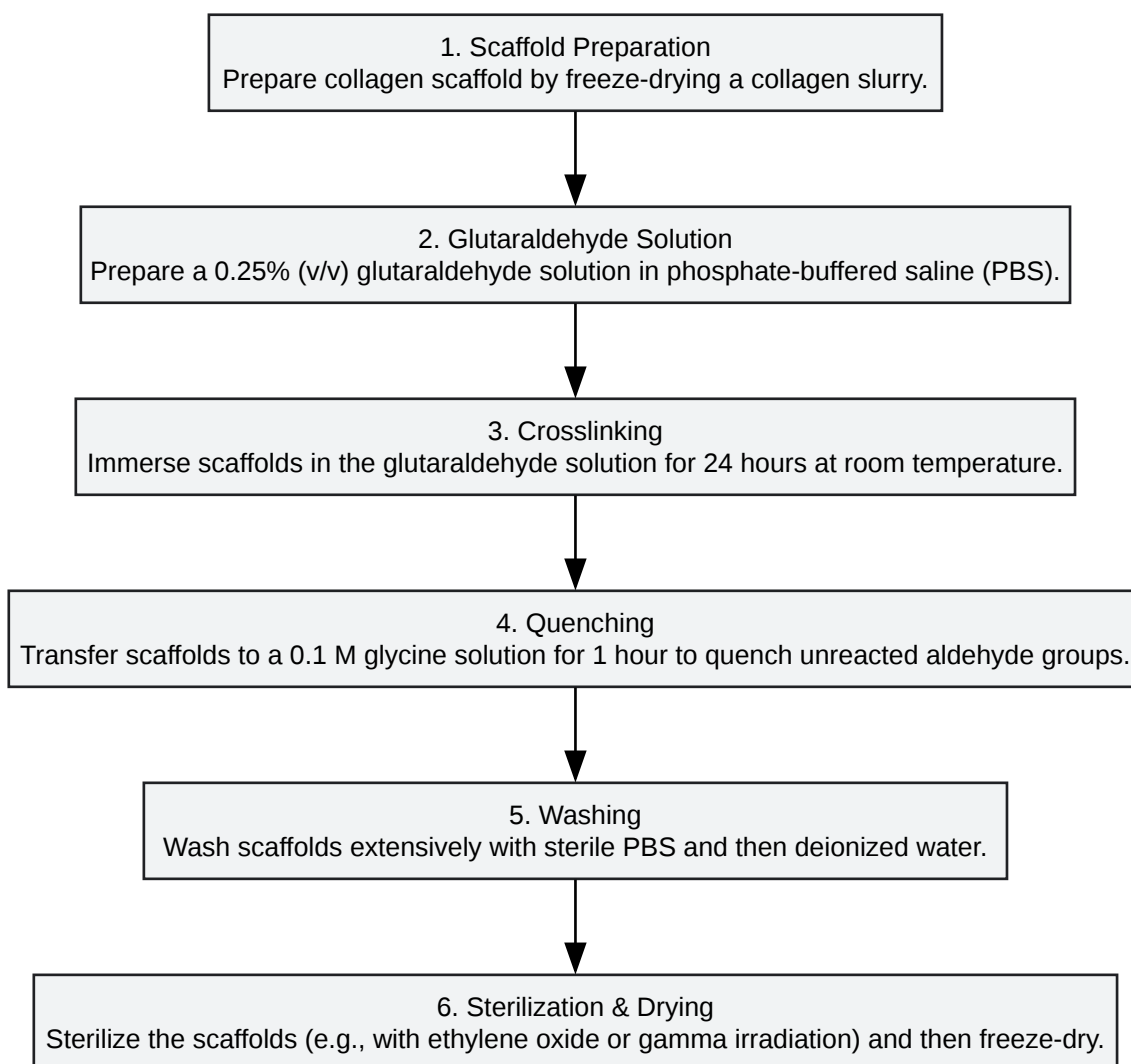 1. Scaffold Preparation
Prepare collagen scaffold by freeze-drying a collagen slurry.
2. Glutaraldehyde Solution
Prepare a 0.25% (v/v) glutaraldehyde solution in phosphate-buffered saline (PBS).
3. Crosslinking
Immerse scaffolds in the glutaraldehyde solution for 24 hours at room temperature.
4. Quenching
Transfer scaffolds to a 0.1 M glycine solution for 1 hour to quench unreacted aldehyde groups.
5. Washing
Wash scaffolds extensively with sterile PBS and then deionized water.
6. Sterilization & Drying
Sterilize the scaffolds (e.g., with ethylene oxide or gamma irradiation) and then freeze-dry.